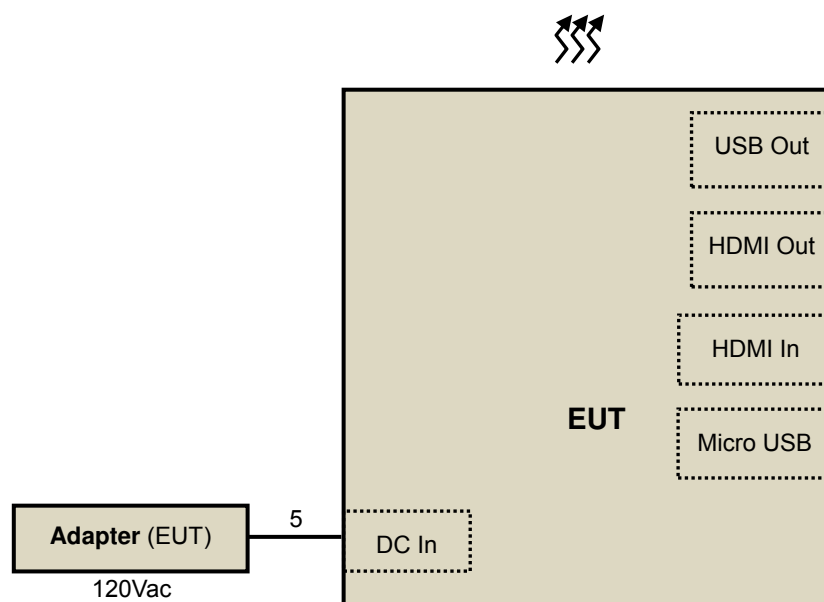 USB Out
HDMI Out
HDMI In
EUT
Micro USB
5
Adapter (EUT)
DC In
120Vac